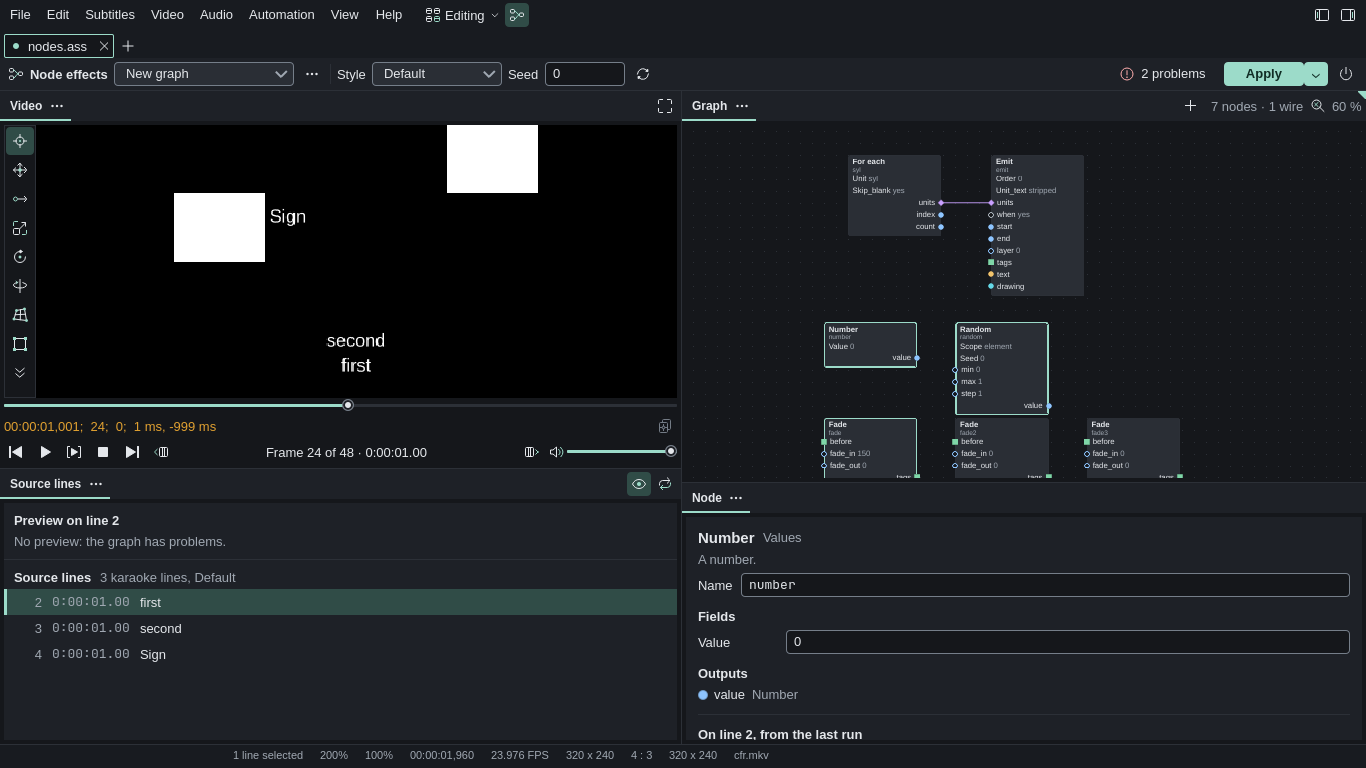 File Edit Subtitles Video Audio Automation View Help Editing
nodes.ass
Node effects New graph Style Default Seed 0 2 problems Apply
Video
Graph 7 nodes · 1 wire 60 %
Sign
second
first
00:00:01,001; 24; 0; 1 ms, -999 ms
Frame 24 of 48 · 0:00:01.00
Source lines
Preview on line 2
No preview: the graph has problems.
Source lines 3 karaoke lines, Default
2 0:00:01.00 first
3 0:00:01.00 second
4 0:00:01.00 Sign
For each
syl
Unit syl
Skip_blank yes
units
index
count
Emit
emit
Order 0
Unit_text stripped
units
when yes
start
end
layer 0
tags
text
drawing
Number
number
Value 0
value
Random
random
Scope element
Seed 0
min 0
max 1
step 1
value
Fade
fade
before
fade_in 150
fade_out 0
tags
Fade
fade2
before
fade_in 0
fade_out 0
tags
Fade
fade3
before
fade_in 0
fade_out 0
tags
Node
Number Values
A number.
Name number
Fields
Value 0
Outputs
value Number
On line 2, from the last run
1 line selected 200% 100% 00:00:01,960 23.976 FPS 320 x 240 4 : 3 320 x 240 cfr.mkv